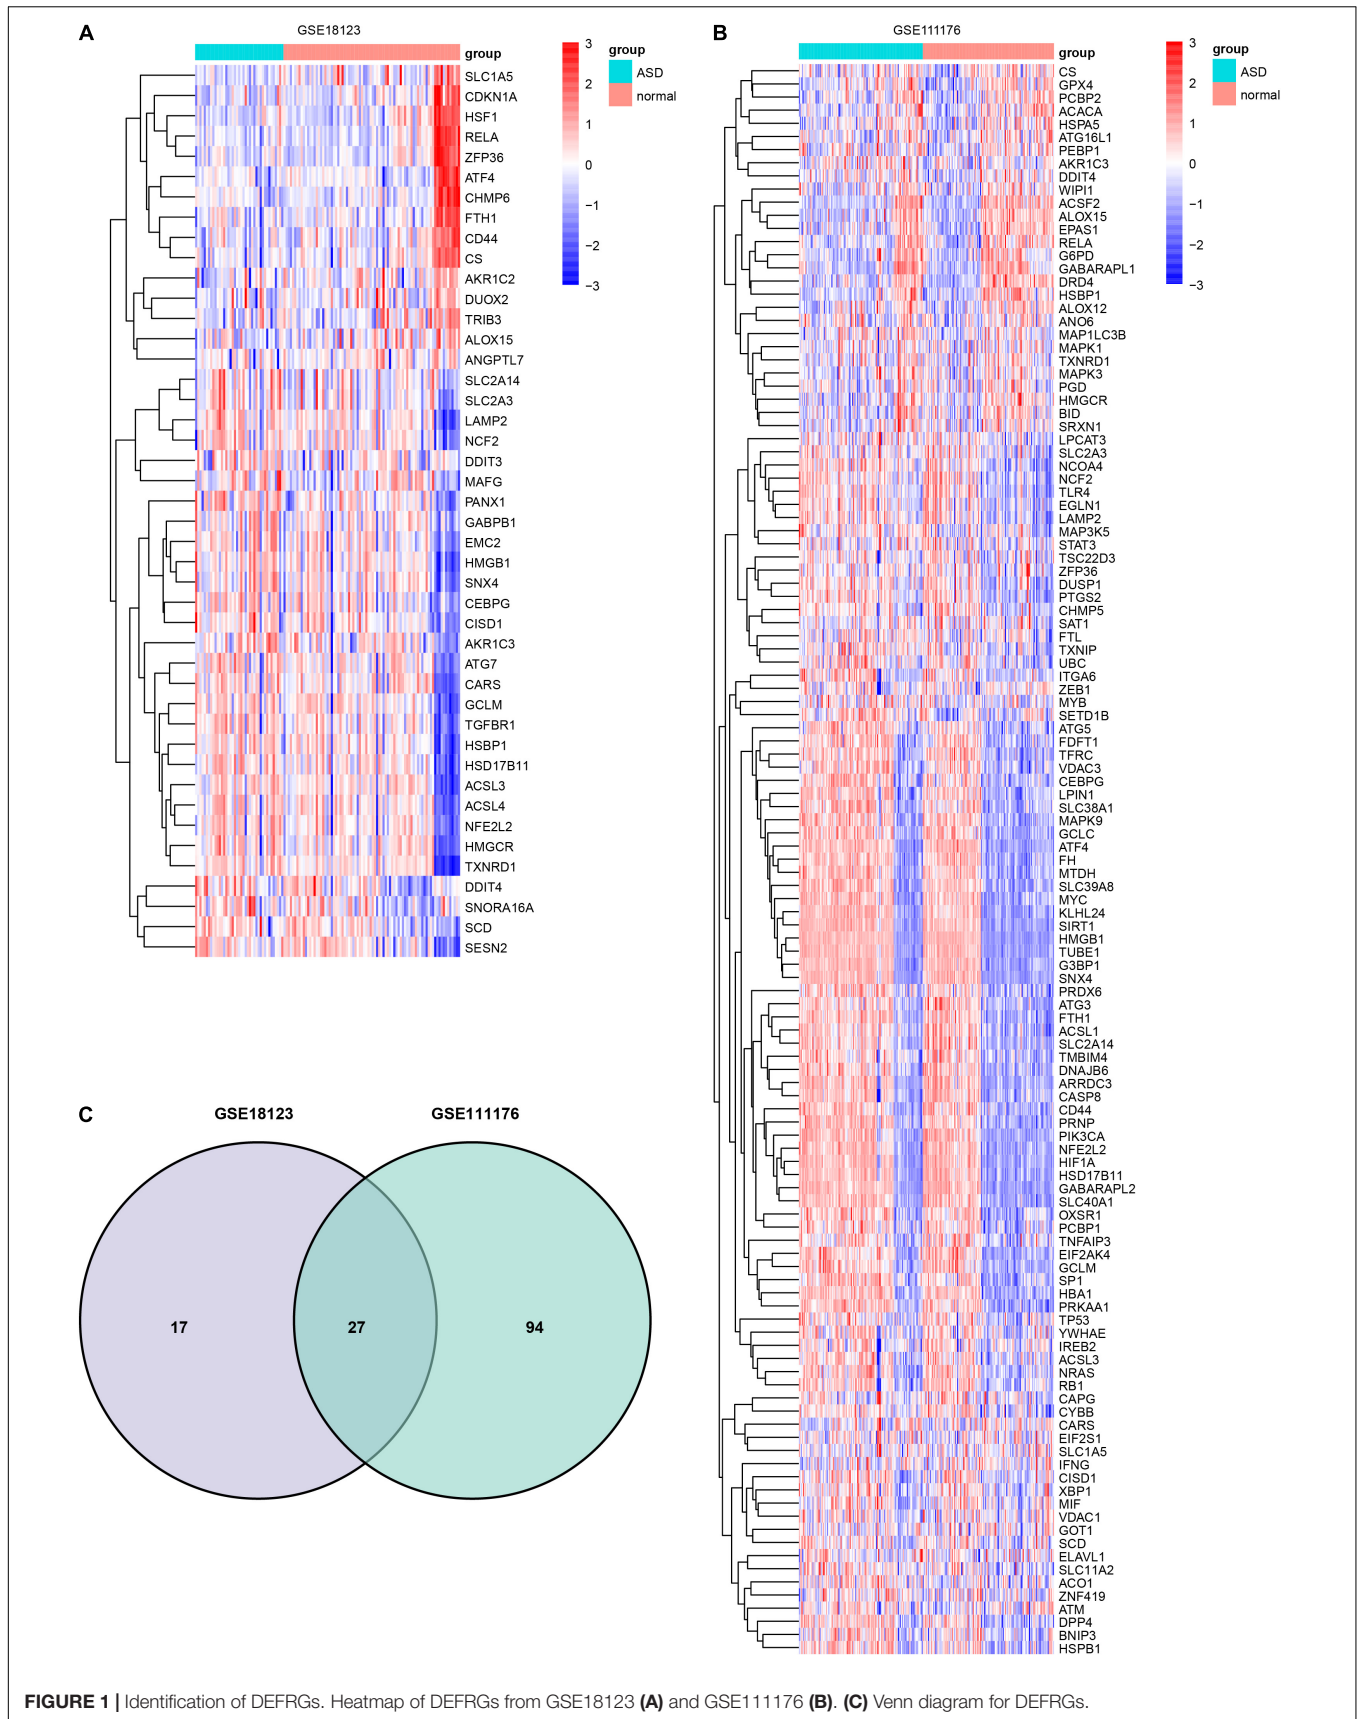 A
GSE18123
group
SLC1A5
CDKN1A
HSF1
RELA
ZFP36
ATF4
CHMP6
FTH1
CD44
CS
AKR1C2
DUOX2
TRIB3
ALOX15
ANGPTL7
SLC2A14
SLC2A3
LAMP2
NCF2
DDIT3
MAFG
PANX1
GABPB1
EMC2
HMGB1
SNX4
CEBPG
CISD1
AKR1C3
ATG7
CARS
GCLM
TGFBR1
HSBP1
HSD17B11
ACSL3
ACSL4
NFE2L2
HMGCR
TXNRD1
DDIT4
SNORA16A
SCD
SESN2
3
2
1
0
−1
−2
−3
group
ASD
normal
B
GSE111176
group
CS
GPX4
PCBP2
ACACA
HSPA5
ATG16L1
PEBP1
AKR1C3
DDIT4
WIPI1
ACSF2
ALOX15
EPAS1
RELA
G6PD
GABARAPL1
DRD4
HSBP1
ALOX12
ANO6
MAP1LC3B
MAPK1
TXNRD1
MAPK3
PGD
HMGCR
BID
SRXN1
LPCAT3
SLC2A3
NCOA4
NCF2
TLR4
EGLN1
LAMP2
MAP3K5
STAT3
TSC22D3
ZFP36
DUSP1
PTGS2
CHMP5
SAT1
FTL
TXNIP
UBC
ITGA6
ZEB1
MYB
SETD1B
ATG5
FDFT1
TFRC
VDAC3
CEBPG
LPIN1
SLC38A1
MAPK9
GCLC
ATF4
FH
MTDH
SLC39A8
MYC
KLHL24
SIRT1
HMGB1
TUBE1
G3BP1
SNX4
PRDX6
ATG3
FTH1
ACSL1
SLC2A14
TMBIM4
DNAJB6
ARRDC3
CASP8
CD44
PRNP
PIK3CA
NFE2L2
HIF1A
HSD17B11
GABARAPL2
SLC40A1
OXSR1
PCBP1
TNFAIP3
EIF2AK4
GCLM
SP1
HBA1
PRKAA1
TP53
YWHAE
IREB2
ACSL3
NRAS
RB1
CAPG
CYBB
CARS
EIF2S1
SLC1A5
IFNG
CISD1
XBP1
MIF
VDAC1
GOT1
SCD
ELAVL1
SLC11A2
ACO1
ZNF419
ATM
DPP4
BNIP3
HSPB1
3
2
1
0
−1
−2
−3
group
ASD
normal
C
GSE18123
GSE111176
17
27
94
FIGURE 1 | Identification of DEFRGs. Heatmap of DEFRGs from GSE18123 (A) and GSE111176 (B). (C) Venn diagram for DEFRGs.